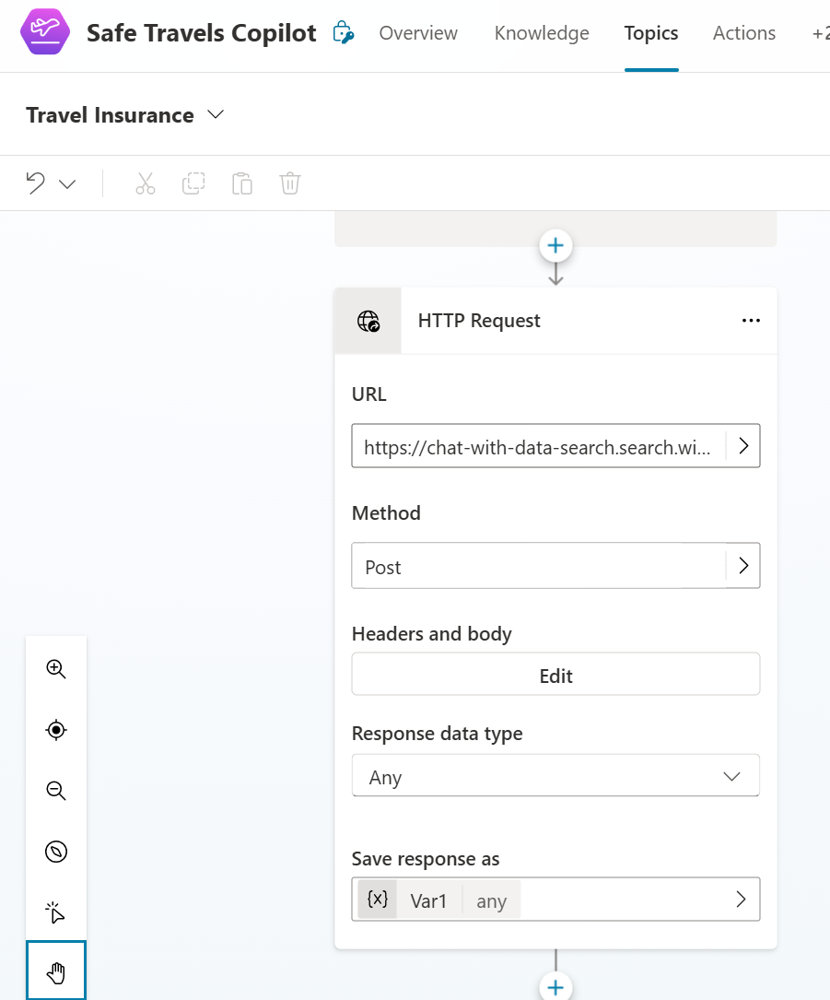 Safe Travels Copilot Overview Knowledge Topics Actions +2
Travel Insurance
HTTP Request
URL
https://chat-with-data-search.search.wi...
Method
Post
Headers and body
Edit
Response data type
Any
Save response as
{x} Var1 any